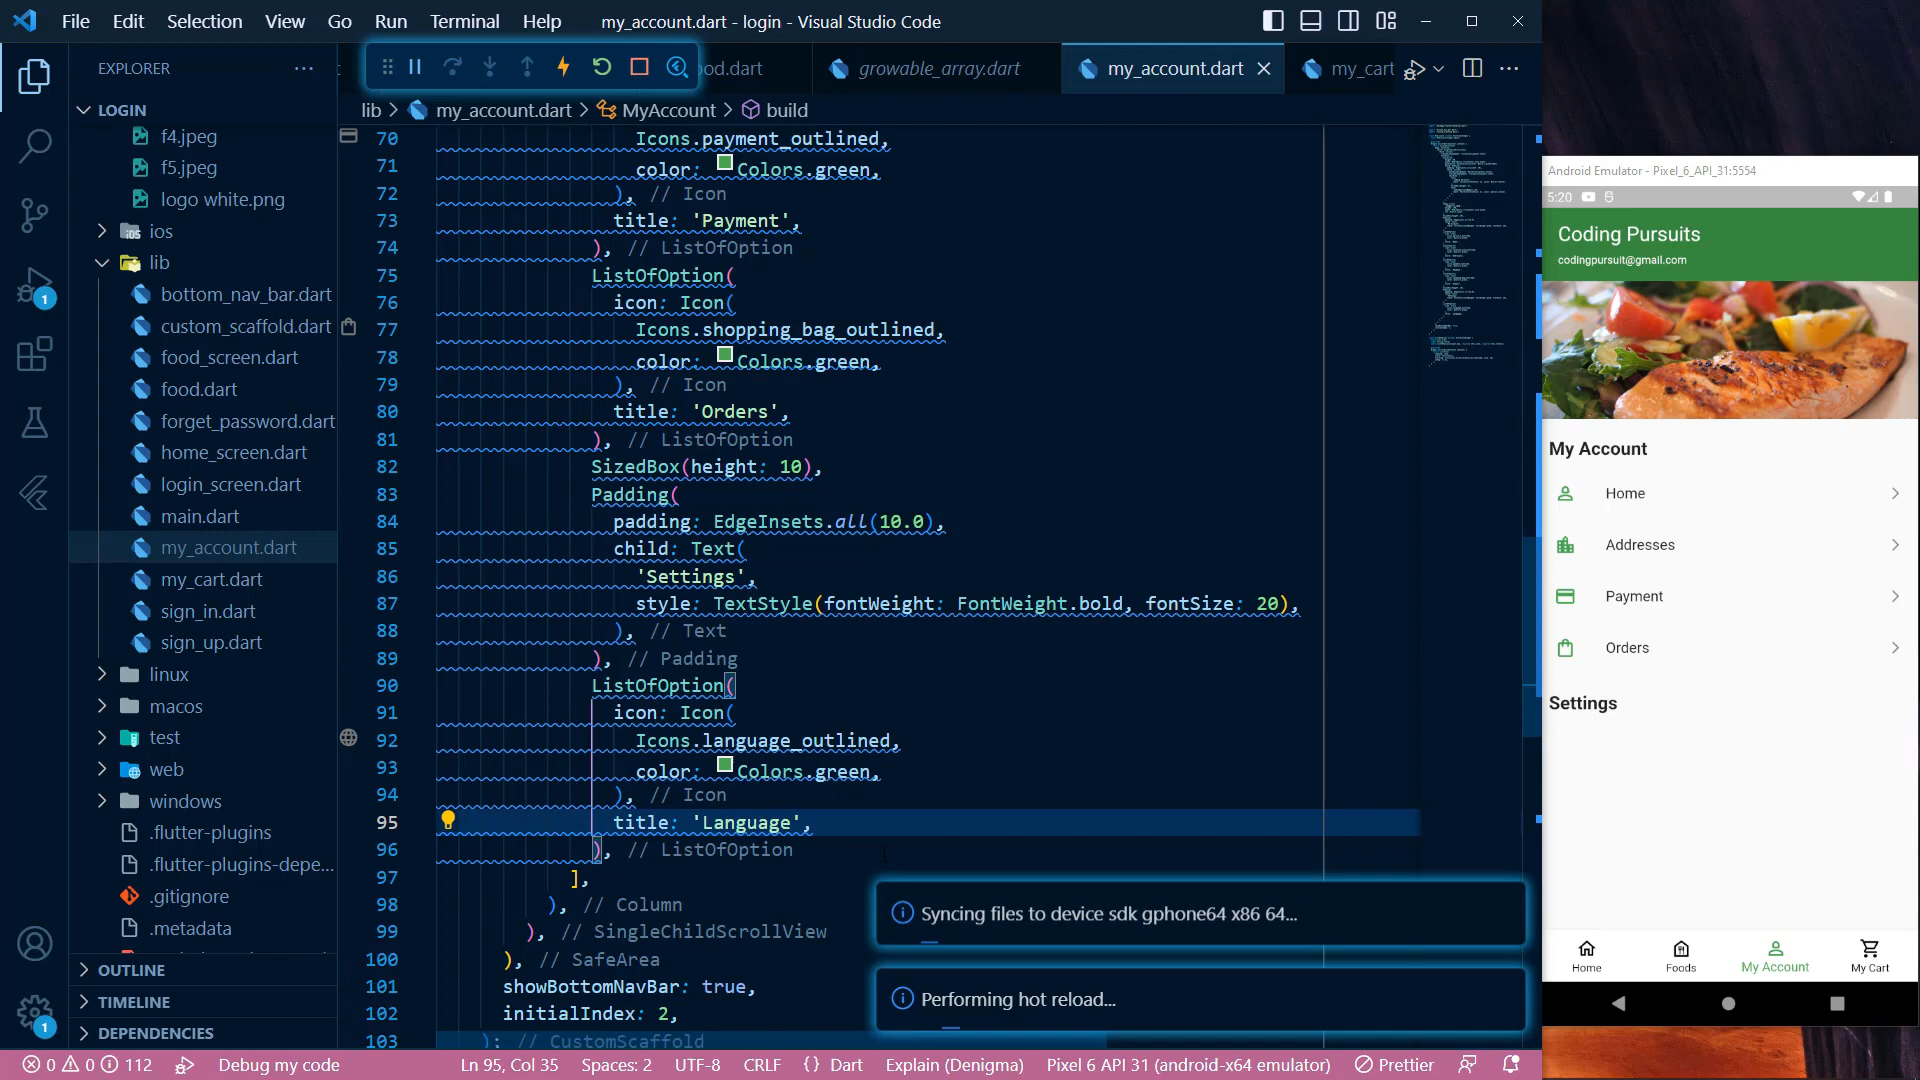 File Edit Selection View Go Run Terminal Help
my_account.dart - login - Visual Studio Code
EXPLORER
ood.dart
growable_array.dart
my_account.dart
my_cart
LOGIN
lib > my_account.dart > MyAccount > build
f4.jpeg
f5.jpeg
logo white.png
ios
lib
bottom_nav_bar.dart
custom_scaffold.dart
food_screen.dart
food.dart
forget_password.dart
home_screen.dart
login_screen.dart
main.dart
my_account.dart
my_cart.dart
sign_in.dart
sign_up.dart
linux
macos
test
web
windows
.flutter-plugins
.flutter-plugins-depe...
.gitignore
.metadata
OUTLINE
TIMELINE
DEPENDENCIES
1
1
70 Icons.payment_outlined,
71 color: Colors.green,
72 ), // Icon
73 title: 'Payment',
74 ), // ListOfOption
75 ListOfOption(
76 icon: Icon(
77 Icons.shopping_bag_outlined,
78 color: Colors.green,
79 ), // Icon
80 title: 'Orders',
81 ), // ListOfOption
82 SizedBox(height: 10),
83 Padding(
84 padding: EdgeInsets.all(10.0),
85 child: Text(
86 'Settings',
87 style: TextStyle(fontWeight: FontWeight.bold, fontSize: 20),
88 ), // Text
89 ), // Padding
90 ListOfOption(
91 icon: Icon(
92 Icons.language_outlined,
93 color: Colors.green,
94 ), // Icon
95 title: 'Language',
96 ), // ListOfOption
97 ],
98 ), // Column
99 ), // SingleChildScrollView
100 ), // SafeArea
101 showBottomNavBar: true,
102 initialIndex: 2,
103 ); // CustomScaffold
Syncing files to device sdk gphone64 x86 64...
Performing hot reload...
0 0 112
Debug my code
Ln 95, Col 35
Spaces: 2
UTF-8
CRLF
{ } Dart
Explain (Denigma)
Pixel 6 API 31 (android-x64 emulator)
Prettier
Android Emulator - Pixel_6_API_31:5554
5:20
Coding Pursuits
codingpursuit@gmail.com
My Account
Home
Addresses
Payment
Orders
Settings
Home
Foods
My Account
My Cart